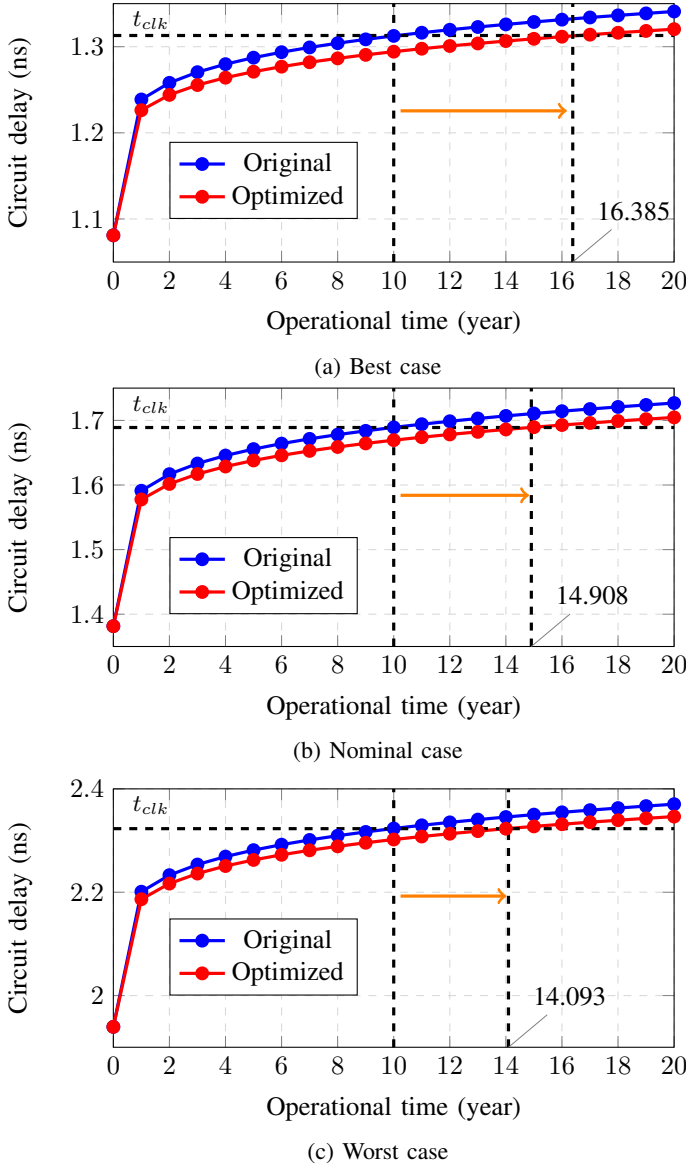 1.3
1.2
1.1
Circuit delay (ns)
t_clk
Original
Optimized
16.385
0 2 4 6 8 10 12 14 16 18 20
Operational time (year)
(a) Best case
1.7
1.6
1.5
1.4
Circuit delay (ns)
t_clk
Original
Optimized
14.908
0 2 4 6 8 10 12 14 16 18 20
Operational time (year)
(b) Nominal case
2.4
2.2
2
Circuit delay (ns)
t_clk
Original
Optimized
14.093
0 2 4 6 8 10 12 14 16 18 20
Operational time (year)
(c) Worst case